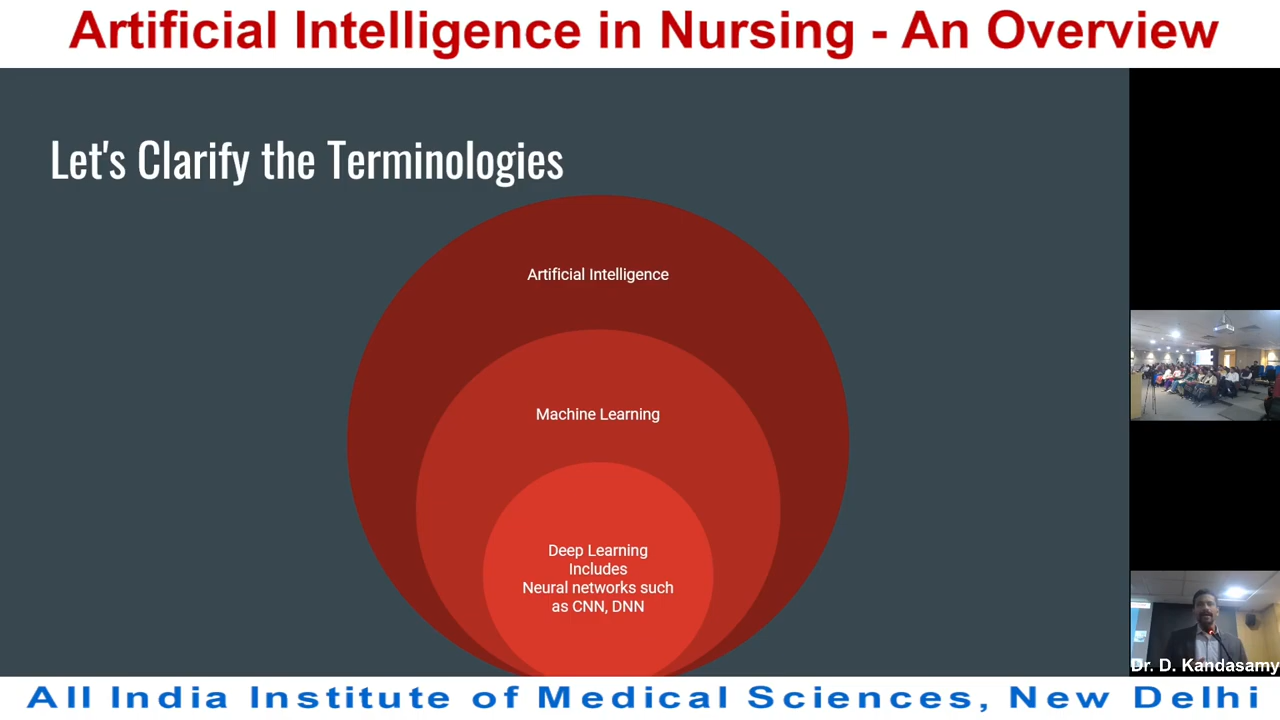 Artificial Intelligence in Nursing - An Overview
Let's Clarify the Terminologies
Artificial Intelligence
Machine Learning
Deep Learning
Includes
Neural networks such
as CNN, DNN
Dr. D. Kandasamy
All India Institute of Medical Sciences, New Delhi